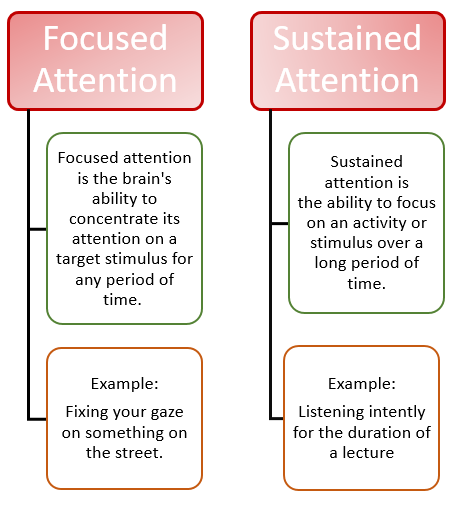 Focused
Attention
Focused attention
is the brain's
ability to
concentrate its
attention on a
target stimulus for
any period of
time.
Example:
Fixing your gaze
on something on
the street.
Sustained
Attention
Sustained
attention is
the ability to focus
on an activity or
stimulus over a
long period of
time.
Example:
Listening intently
for the duration of
a lecture